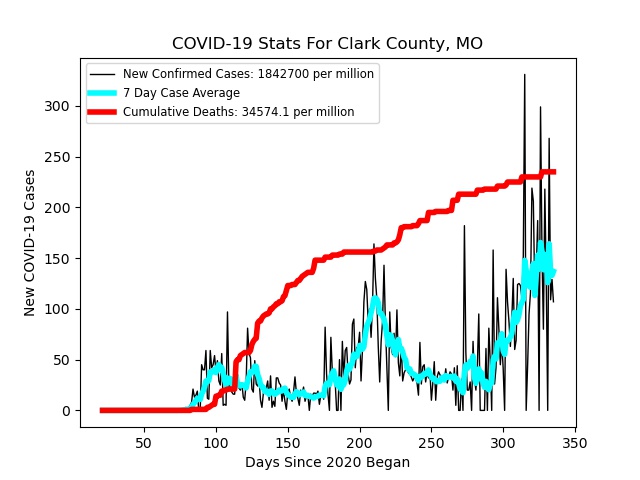 COVID-19 Stats For Clark County, MO
New Confirmed Cases: 1842700 per million
7 Day Case Average
Cumulative Deaths: 34574.1 per million
New COVID-19 Cases
300
250
200
150
100
50
0
50 100 150 200 250 300 350
Days Since 2020 Began